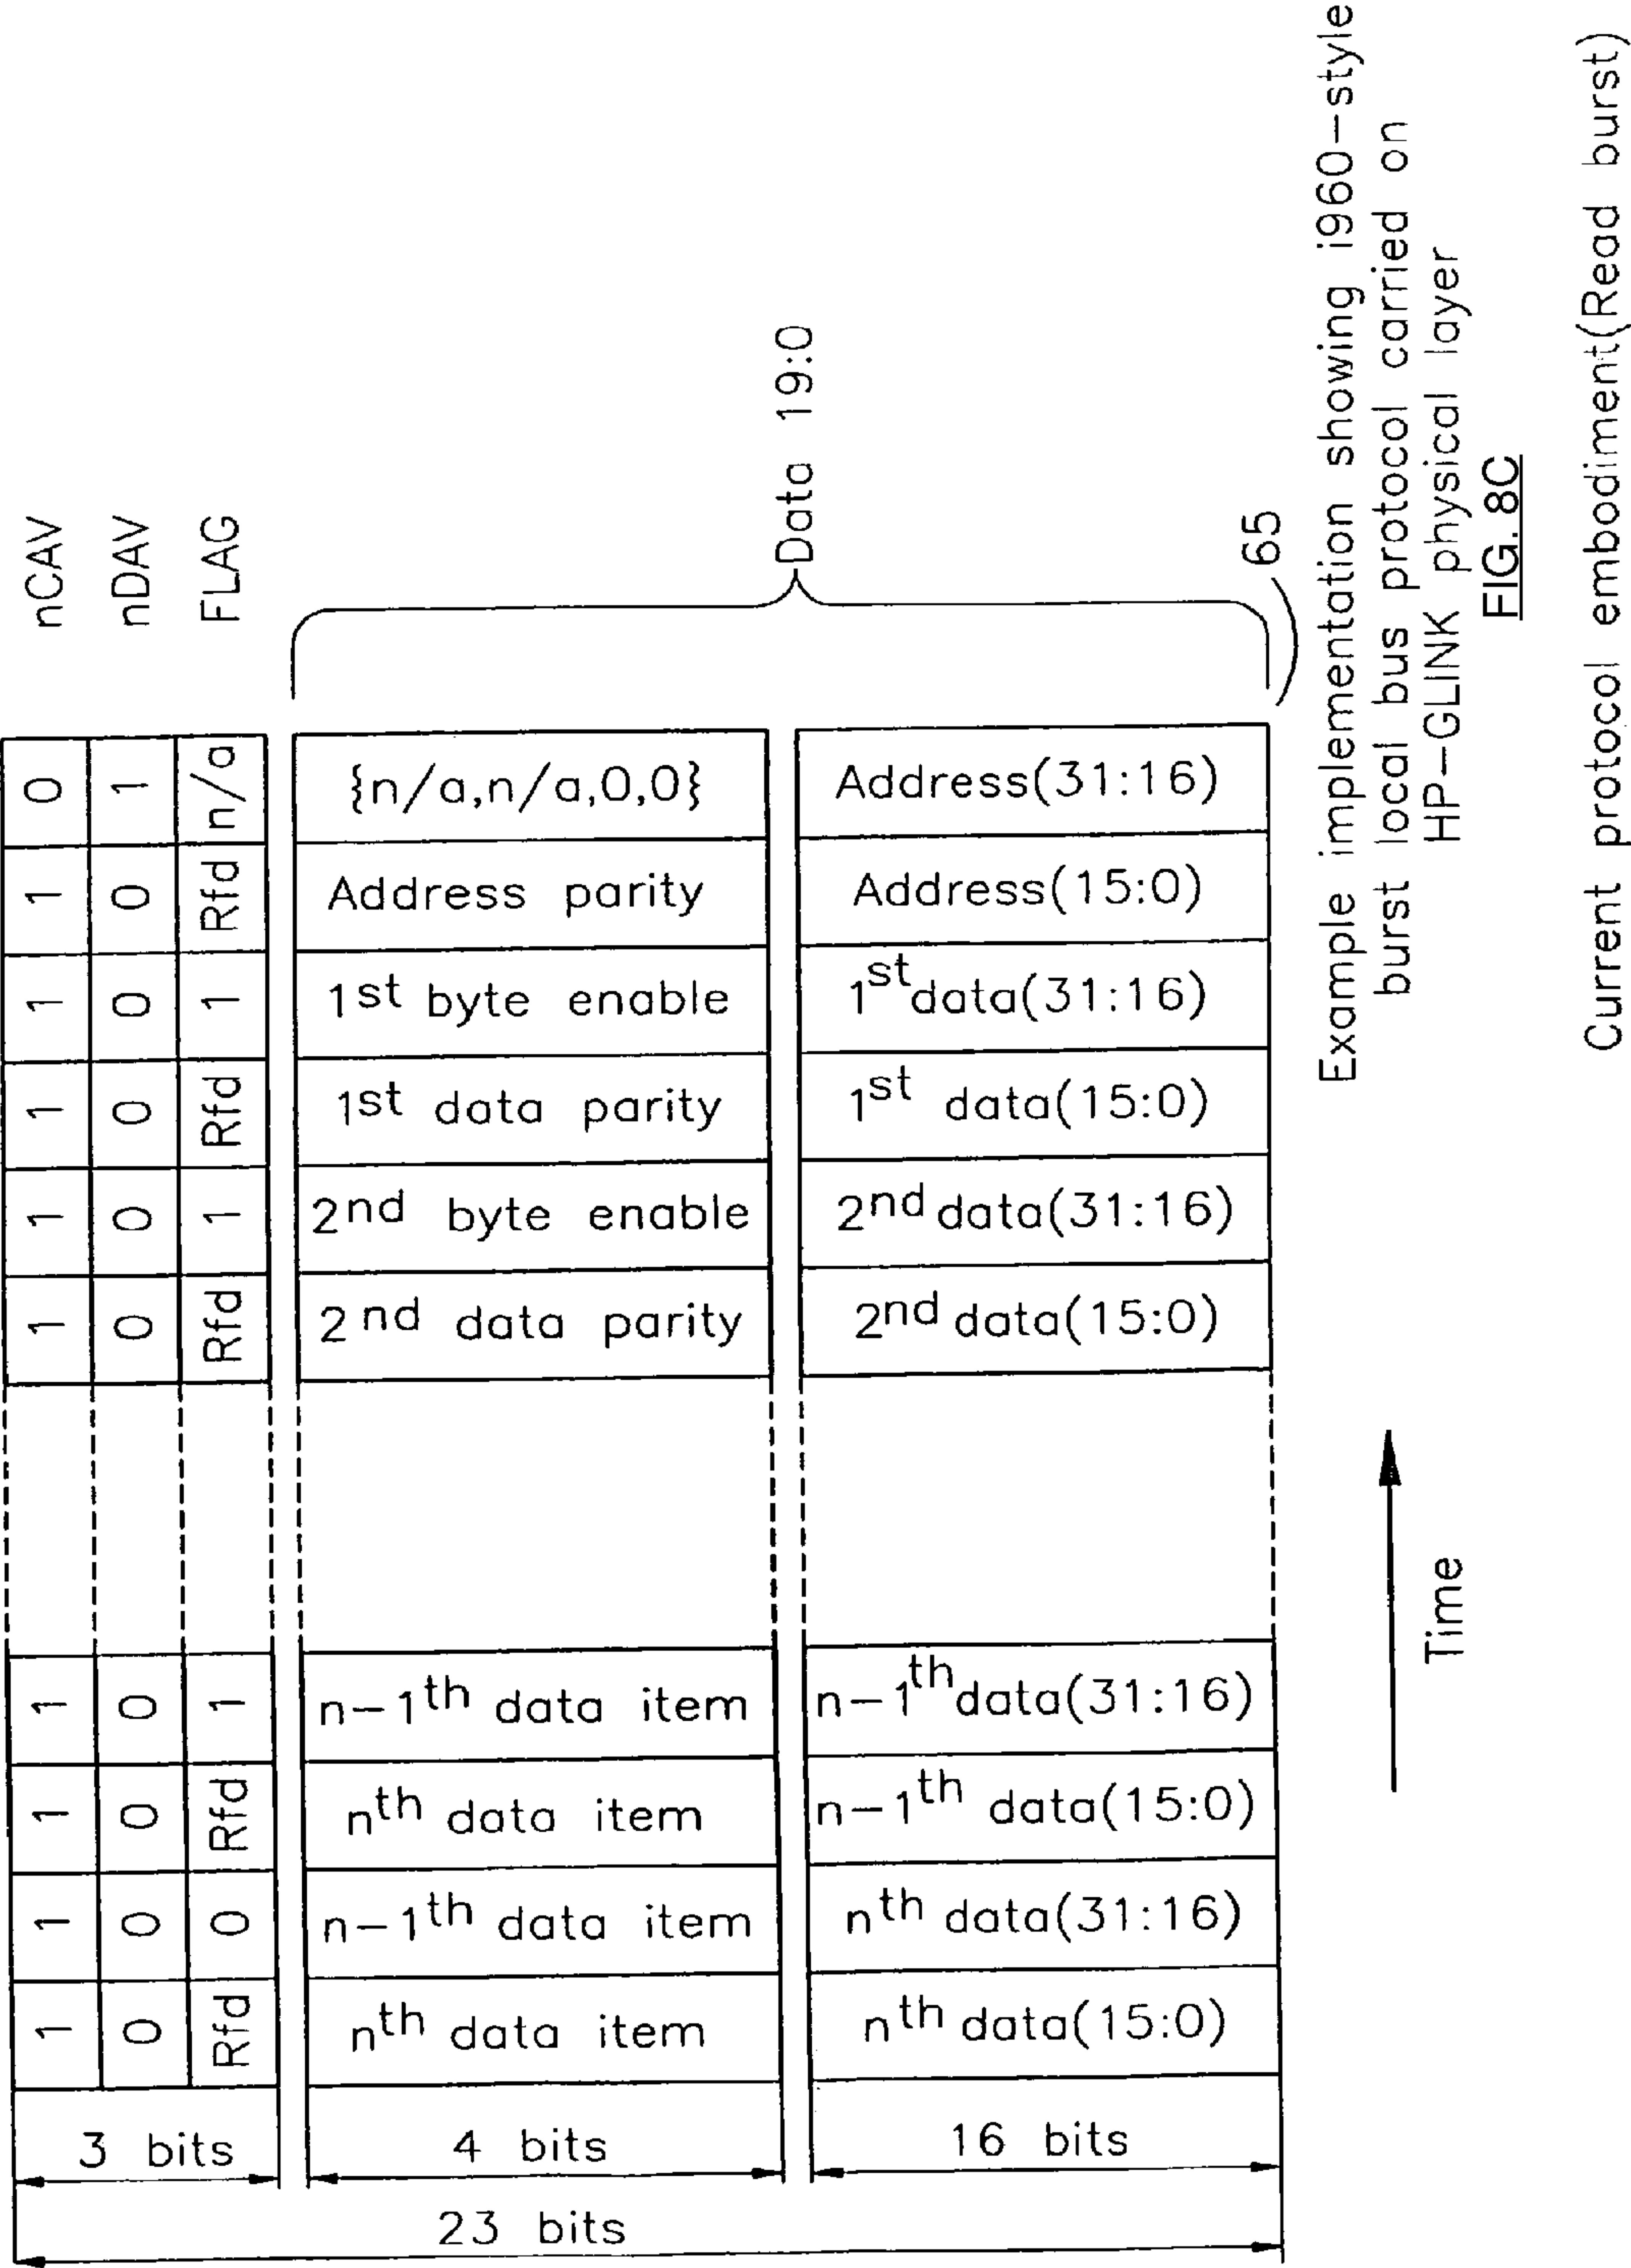 nCAV
nDAV
FLAG
0 1 n/a {n/a,n/a,0,0} Address(31:16)
1 0 Rfd Address parity Address(15:0)
1 0 1 1st byte enable 1st data(31:16)
1 0 Rfd 1st data parity 1st data(15:0)
1 0 1 2nd byte enable 2nd data(31:16)
1 0 Rfd 2nd data parity 2nd data(15:0)
1 0 1 n-1th data item n-1th data(31:16)
1 0 Rfd nth data item n-1th data(15:0)
1 0 0 n-1th data item nth data(31:16)
1 0 Rfd nth data item nth data(15:0)
3 bits 4 bits 16 bits
23 bits
Data 19:0
65
Time
Example implementation showing i960-style
burst local bus protocol carried on
HP-GLINK physical layer
FIG. 8C
Current protocol embodiment(Read burst)